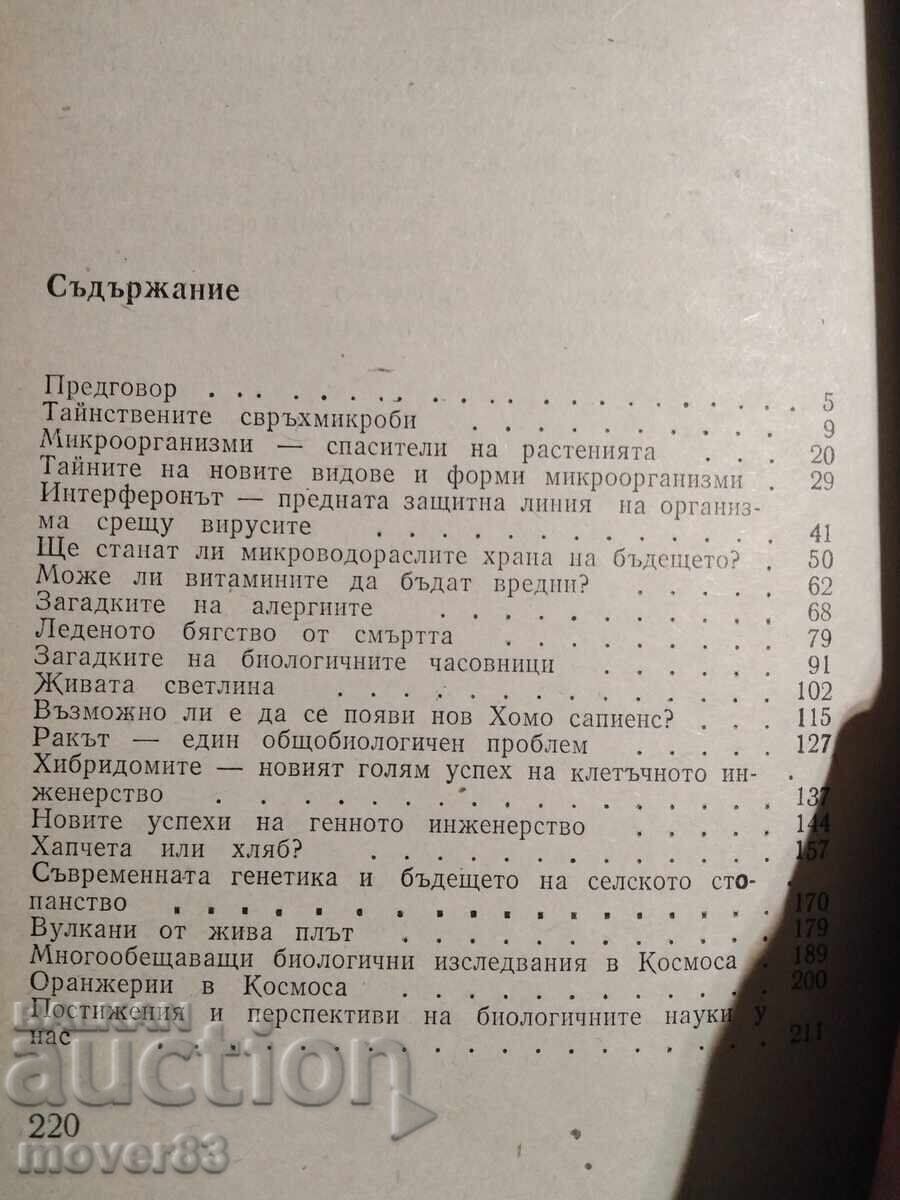 Съдържание
Предговор . . . . . . . . . . . . . . . . . . . 5
Тайнствените свръхмикроби . . . . . . . . . . 9
Микроорганизми — спасители на растенията . . . 20
Тайните на новите видове и форми микроорганизми . 29
Интерферонът — предната защитна линия на организ-
ма срещу вирусите . . . . . . . . . . . . . . 41
Ще станат ли микроводораслите храна на бъдещето? . 50
Може ли витамините да бъдат вредни? . . . . . 62
Загадките на алергиите . . . . . . . . . . . 68
Леденото бягство от смъртта . . . . . . . . . 79
Загадките на биологичните часовници . . . . . . 91
Живата светлина . . . . . . . . . . . . . . 102
Възможно ли е да се появи нов Хомо сапиенс? . . . 115
Ракът — един общобиологичен проблем . . . . . 127
Хибридомите — новият голям успех на клетъчното ин- .
женерство . . . . . . . . . . . . . . . . . 137
Новите успехи на генното инженерство . . . . . 144
Хапчета или хляб? . . . . . . . . . . . . . 157
Съвременната генетика и бъдещето на селското сто- .
панство . . . . . . . . . . . . . . . . . . 170
Вулкани от жива плът . . . . . . . . . . . . 179
Многообещаващи биологични изследвания в Космоса . 189
Оранжерии в Космоса . . . . . . . . . . . . 200
Постижения и перспективи на биологичните науки у
нас . . . . . . . . . . . . . . . . . . . . 211
BALKAN
auction
220
mover83